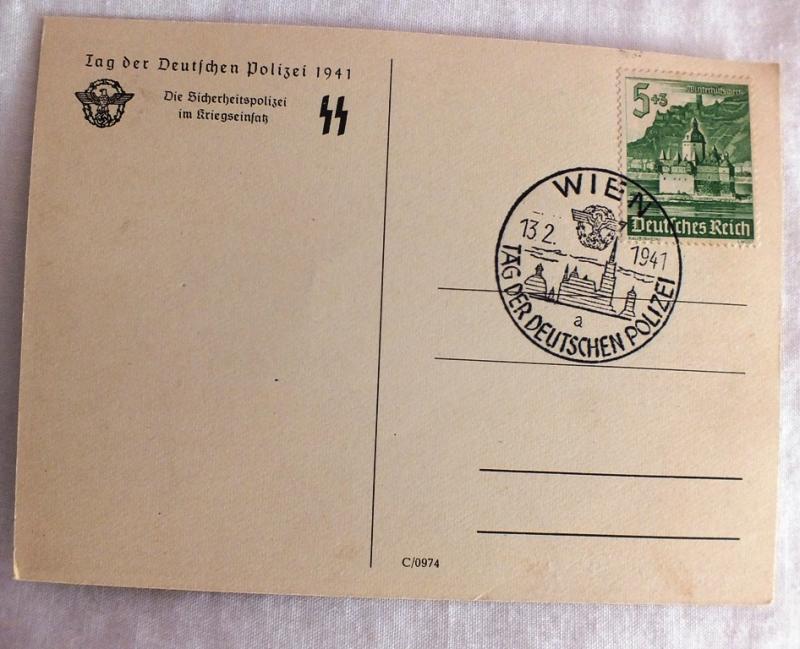 Tag der Deutschen Polizei 1941
Die Sicherheitspolizei
im Kriegseinsatz
5+3
Winterhilfswerk
Deutsches Reich
WIEN
13.2. 1941
a
TAG DER DEUTSCHEN POLIZEI
C/0974